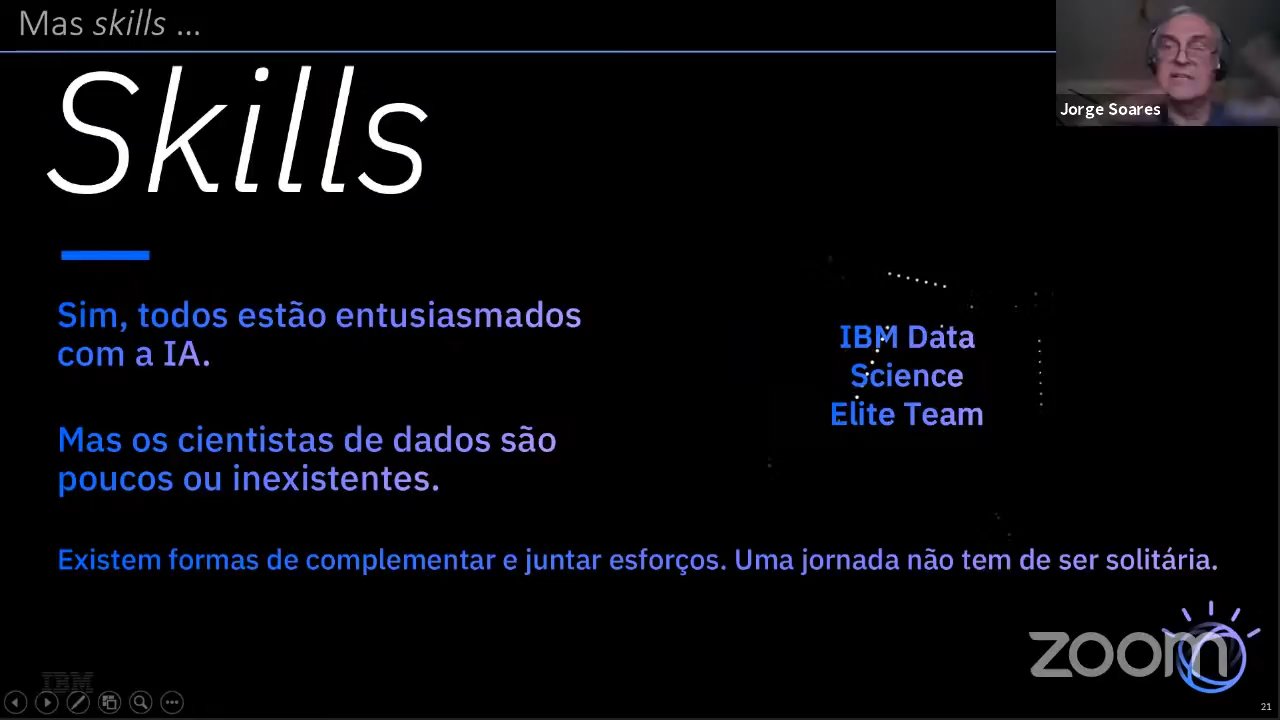 Mas skills ...
Jorge Soares
Skills
Sim, todos estão entusiasmados
com a IA.
IBM Data
Science
Elite Team
Mas os cientistas de dados são
poucos ou inexistentes.
Existem formas de complementar e juntar esforços. Uma jornada não tem de ser solitária.
zoom
IBM
21